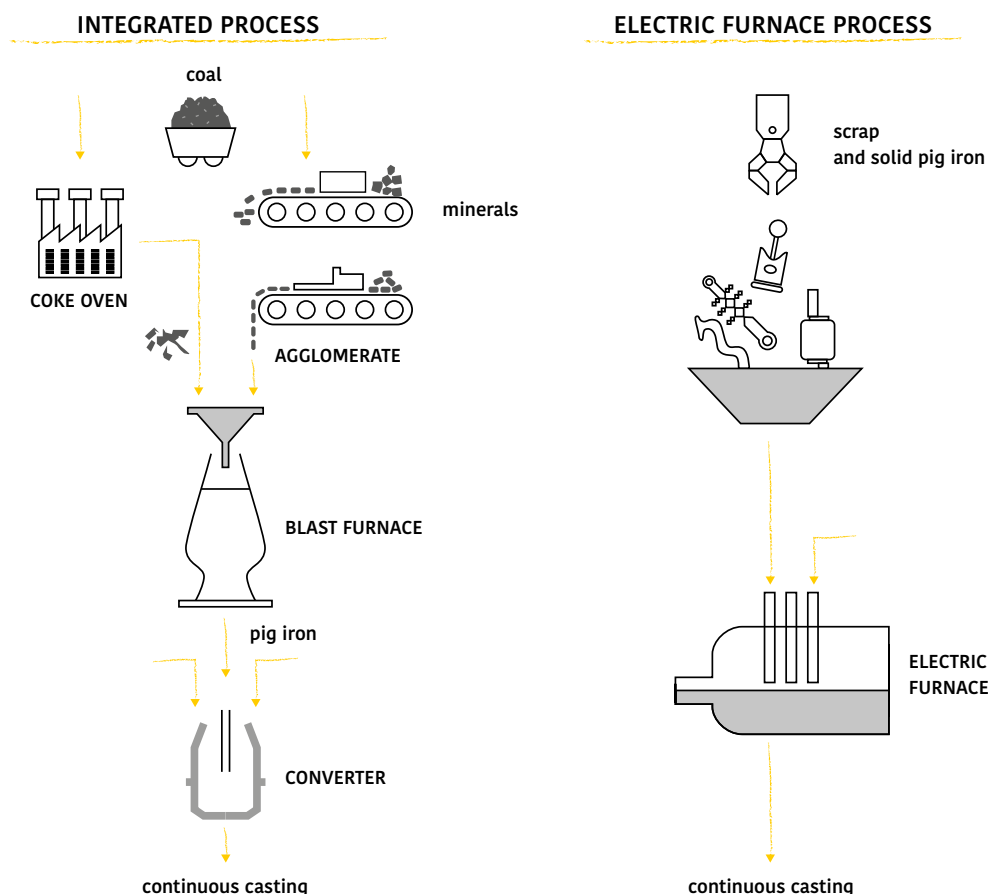 INTEGRATED PROCESS
coal
minerals
COKE OVEN
AGGLOMERATE
BLAST FURNACE
pig iron
CONVERTER
continuous casting
ELECTRIC FURNACE PROCESS
scrap
and solid pig iron
ELECTRIC
FURNACE
continuous casting